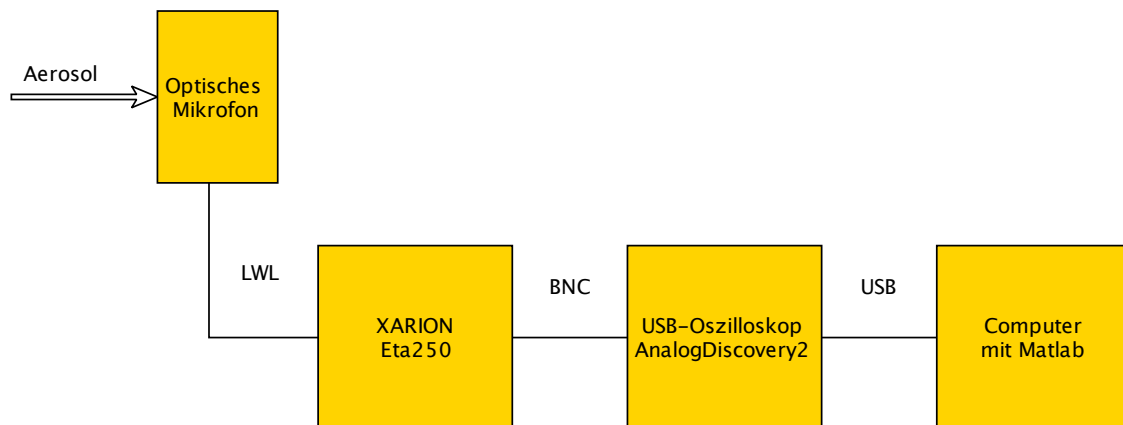 Aerosol
Optisches
Mikrofon
LWL
BNC
USB
XARION
Eta250
USB-Oszilloskop
AnalogDiscovery2
Computer
mit Matlab